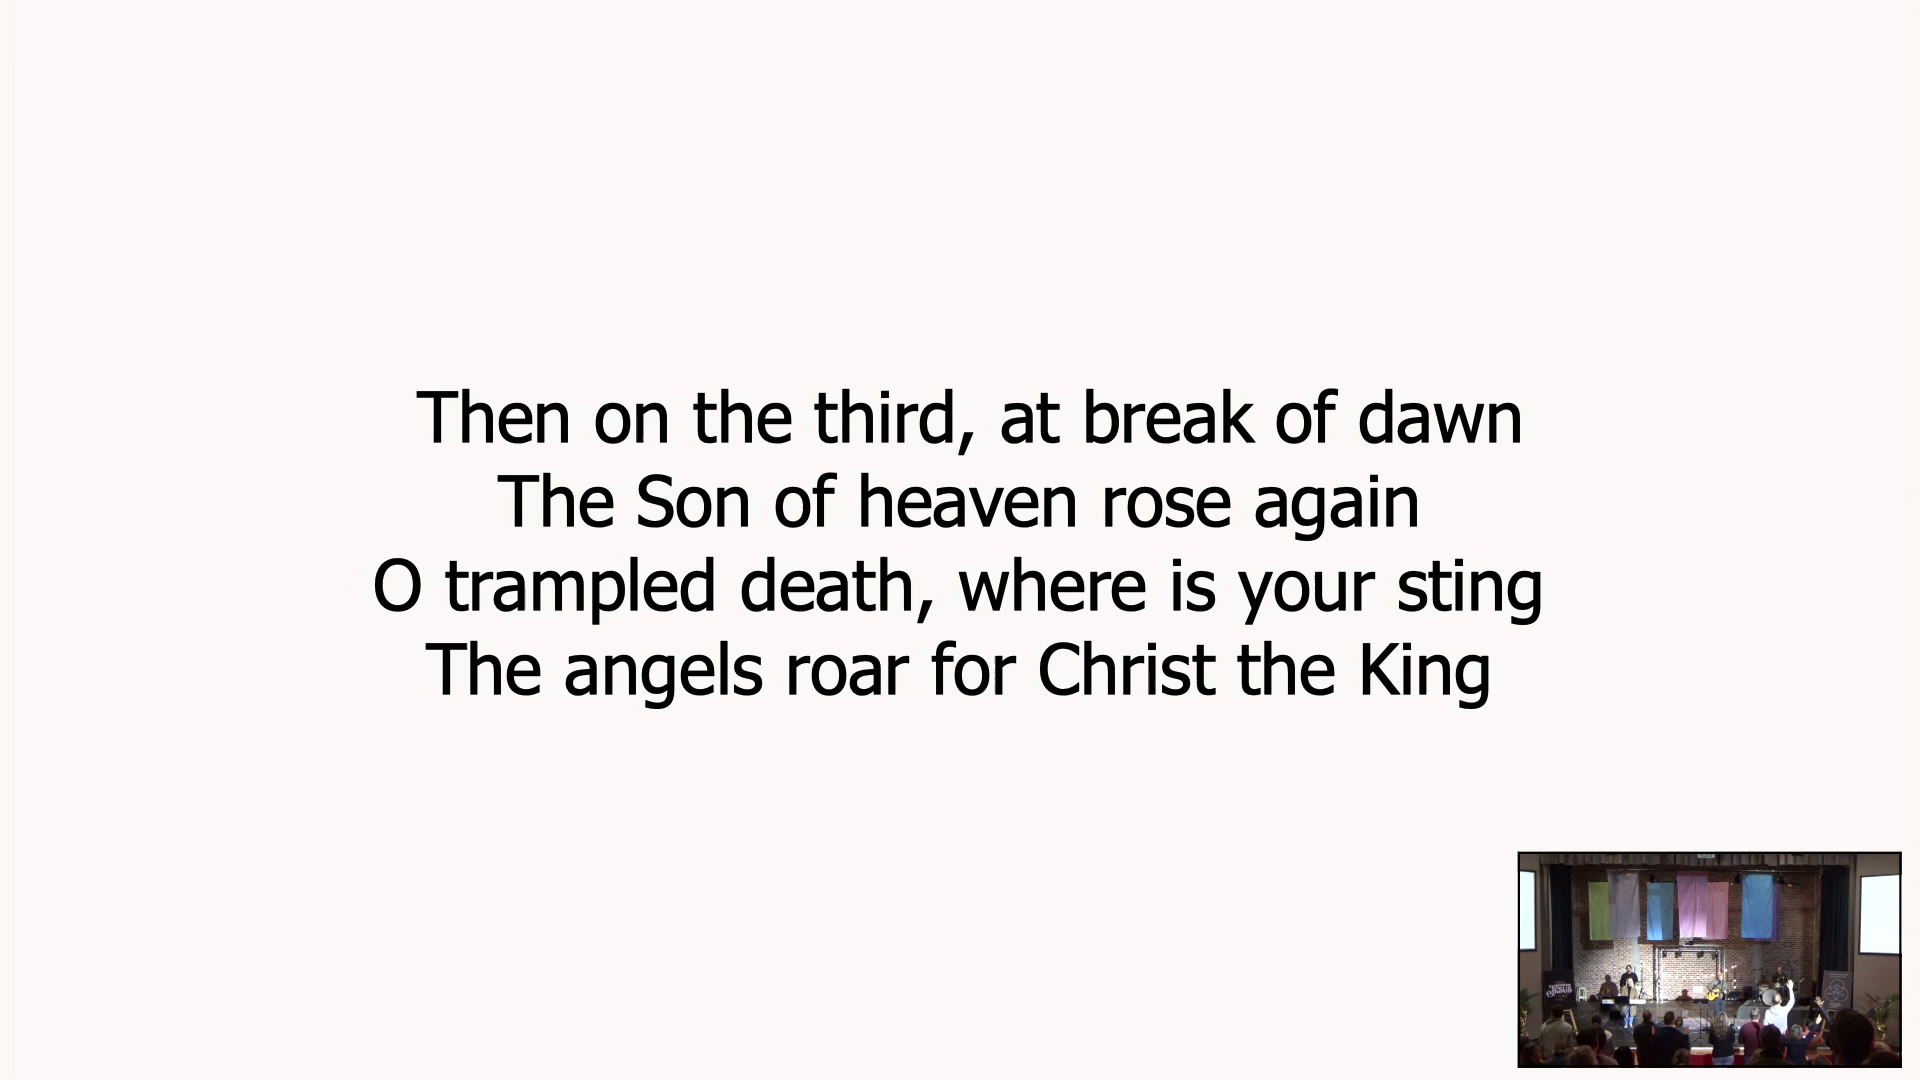 Then on the third, at break of dawn
The Son of heaven rose again
O trampled death, where is your sting
The angels roar for Christ the King
JESUS